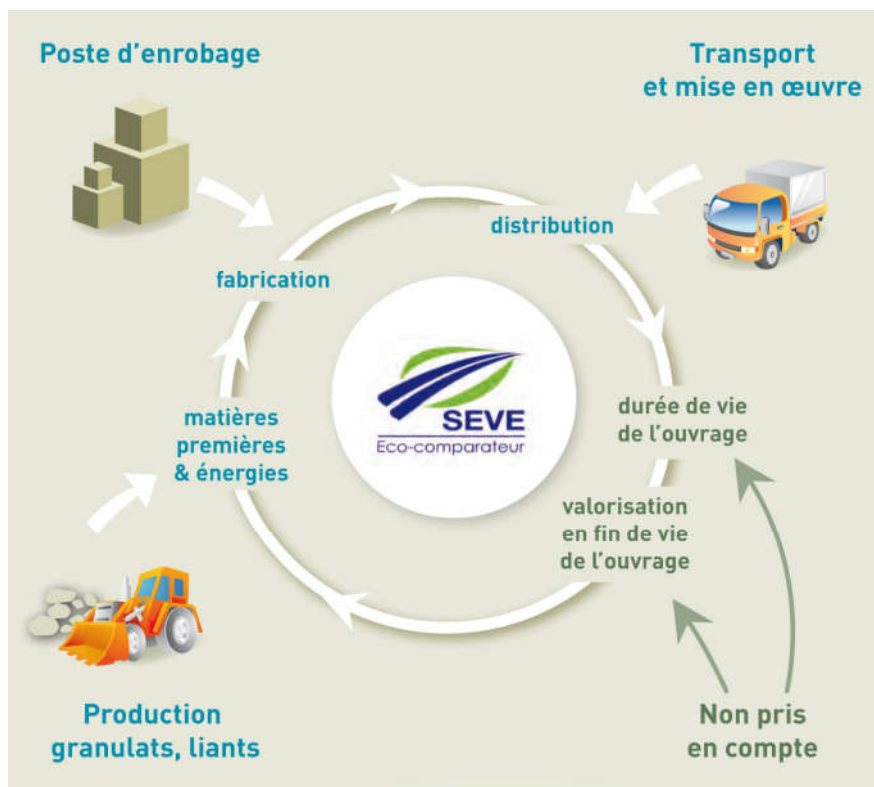 Poste d'enrobage
Transport
et mise en œuvre
distribution
fabrication
matières
premières
& énergies
SEVE
Eco-comparateur
durée de vie
de l'ouvrage
valorisation
en fin de vie
de l'ouvrage
Production
granulats, liants
Non pris
en compte